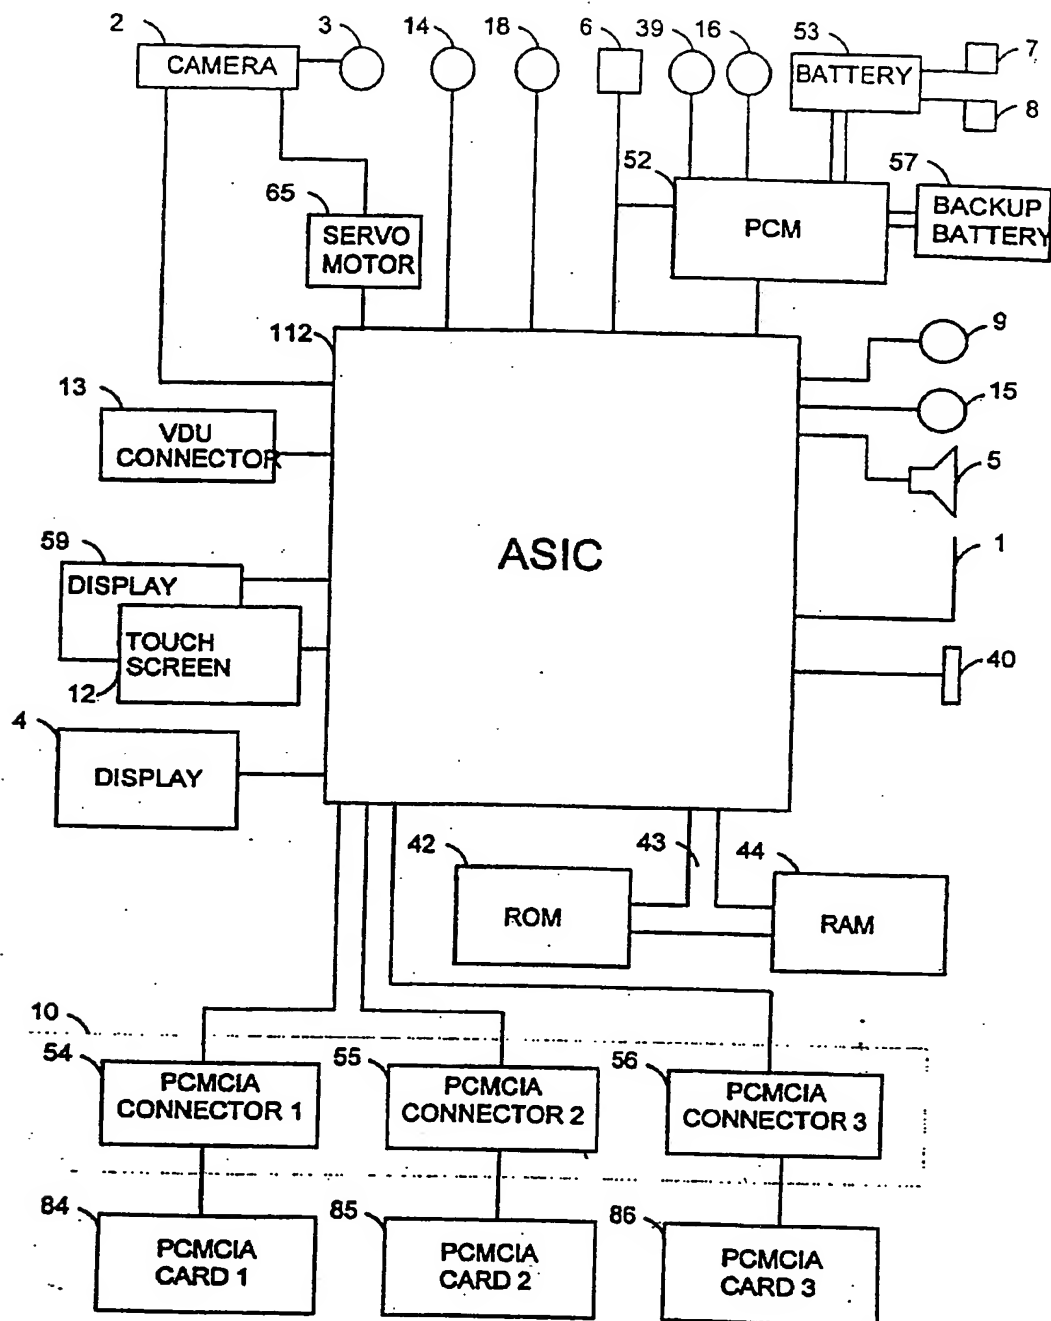 2
3
14
18
6
39
16
53
7
CAMERA
BATTERY
8
65
52
57
SERVO
MOTOR
PCM
BACKUP
BATTERY
112
9
13
15
VDU
CONNECTOR
5
ASIC
59
1
DISPLAY
TOUCH
SCREEN
12
40
4
DISPLAY
42
43
44
ROM
RAM
10
54
55
56
PCMCIA
CONNECTOR 1
PCMCIA
CONNECTOR 2
PCMCIA
CONNECTOR 3
84
85
86
PCMCIA
CARD 1
PCMCIA
CARD 2
PCMCIA
CARD 3